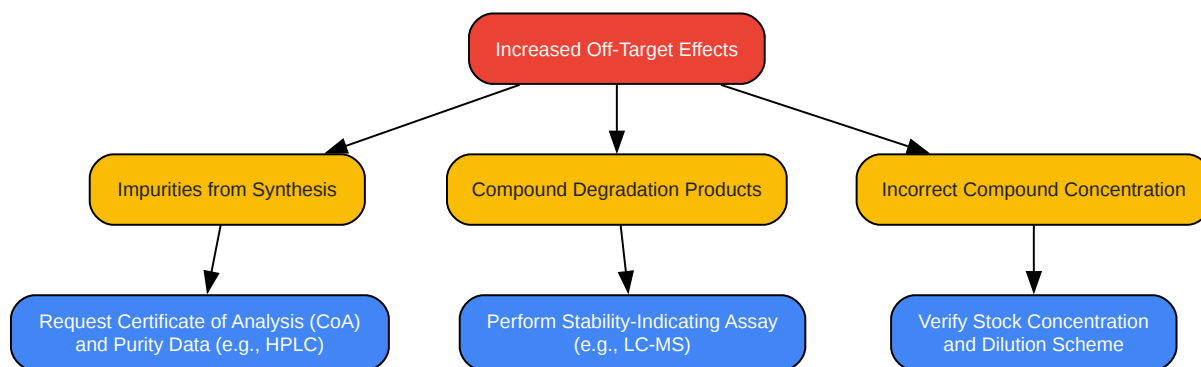 Increased Off-Target Effects
Impurities from Synthesis
Compound Degradation Products
Incorrect Compound Concentration
Request Certificate of Analysis (CoA)
and Purity Data (e.g., HPLC)
Perform Stability-Indicating Assay
(e.g., LC-MS)
Verify Stock Concentration
and Dilution Scheme